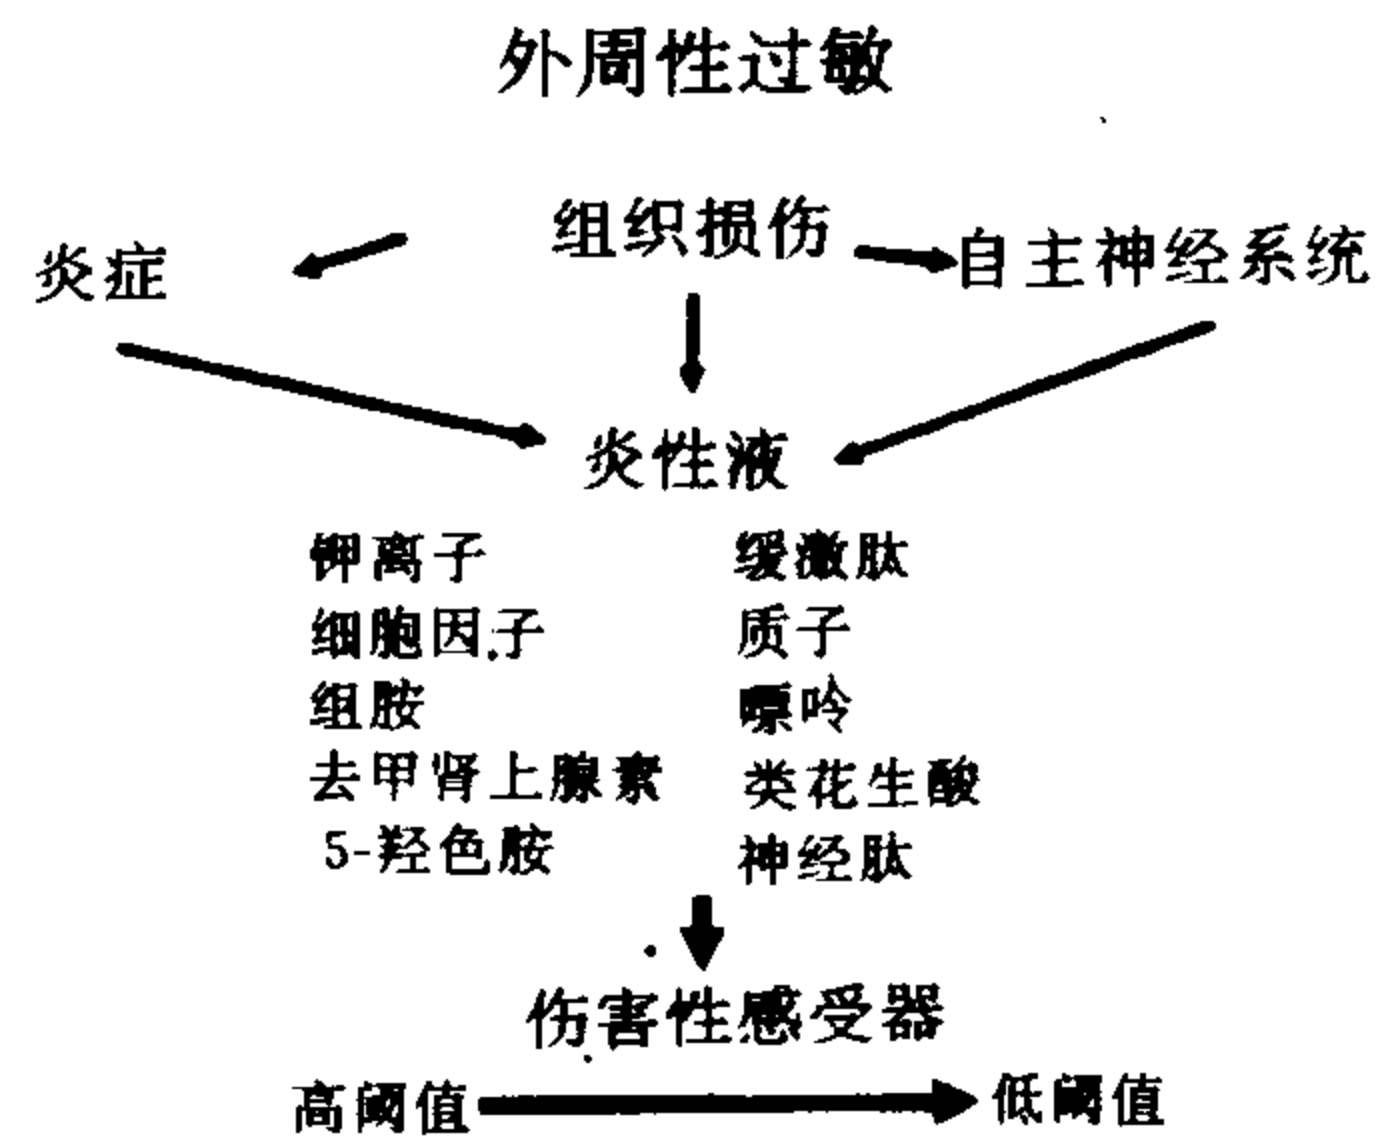 外周性过敏
组织损伤
炎症
自主神经系统
炎性液
钾离子 缓激肽
细胞因子 质子
组胺 嘌呤
去甲肾上腺素 类花生酸
5-羟色胺 神经肽
伤害性感受器
高阈值 低阈值